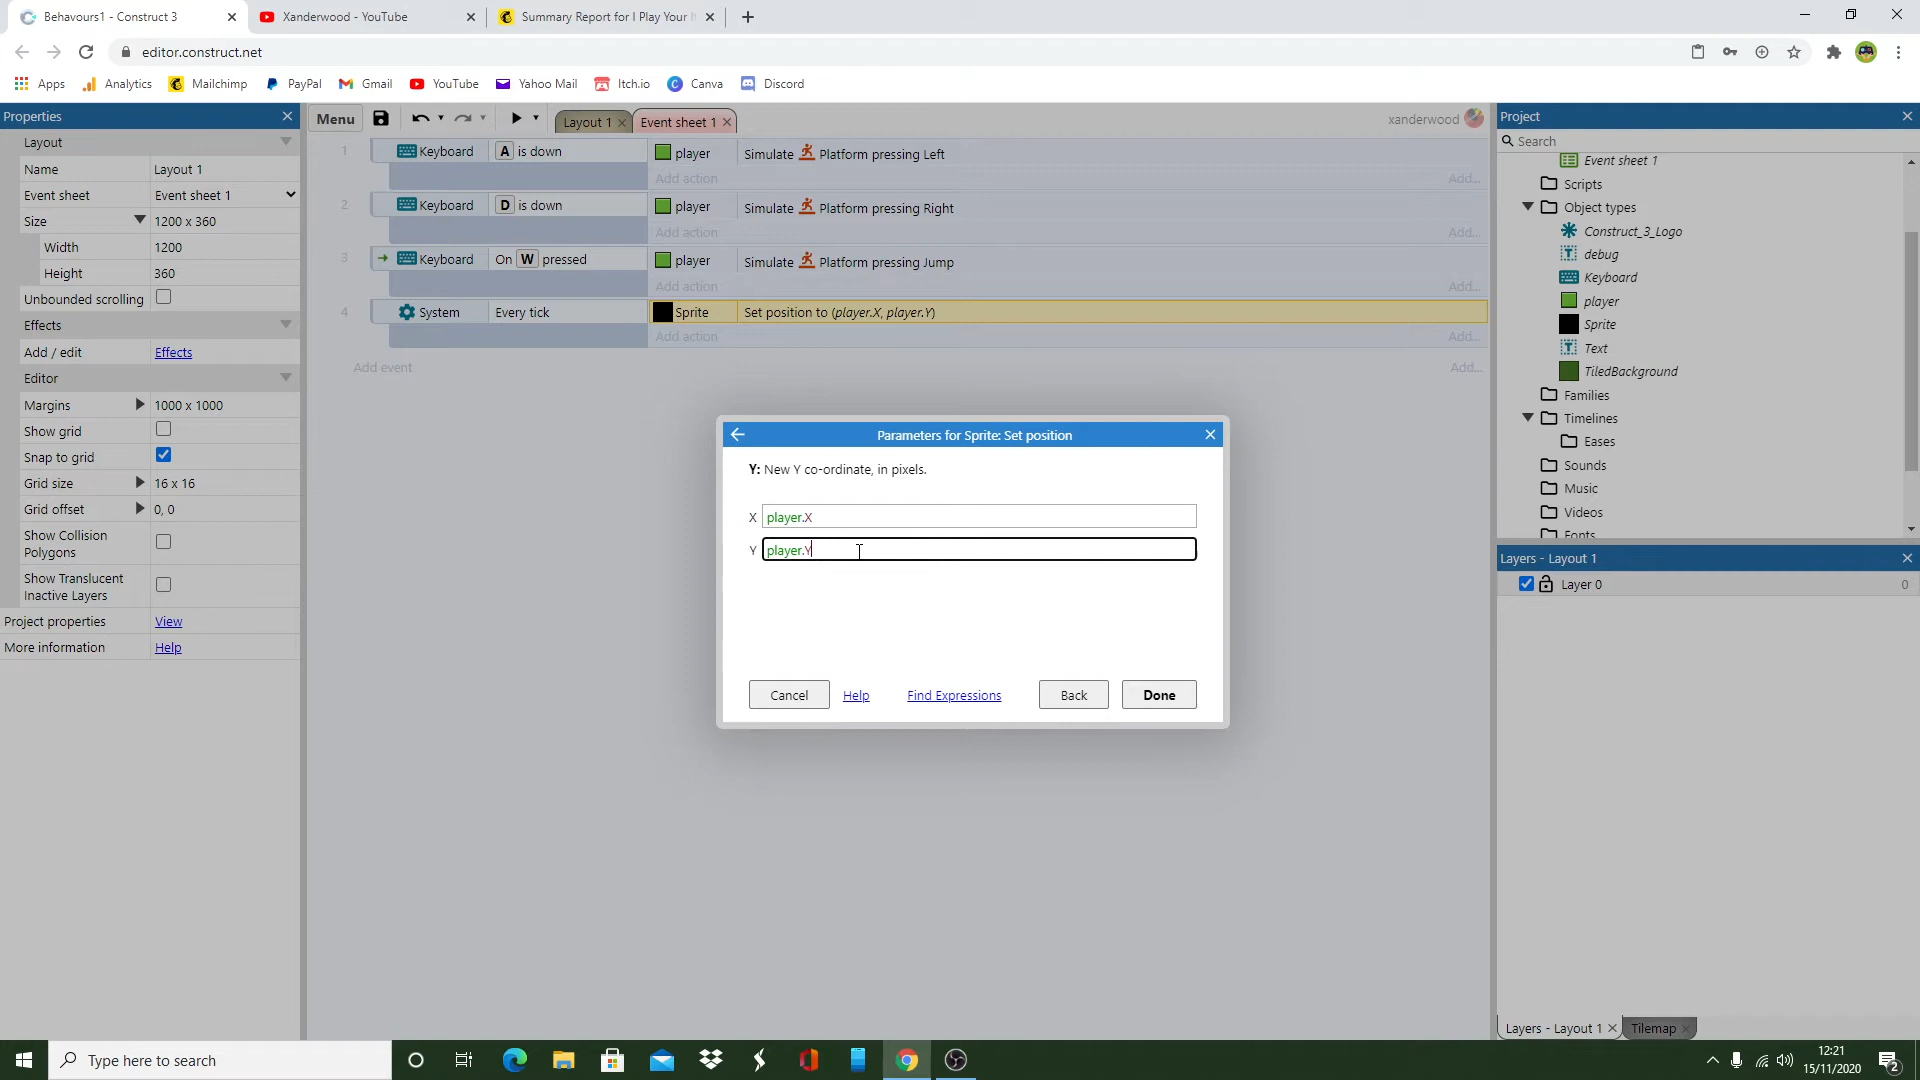 Behavours1 - Construct 3
Xanderwood - YouTube
Summary Report for I Play Your
editor.construct.net
Apps
Analytics
Mailchimp
PayPal
Gmail
YouTube
Yahoo Mail
Itch.io
Canva
Discord
Properties
Menu
Layout 1
Event sheet 1
xanderwood
Project
Layout
Name
Layout 1
Event sheet
Event sheet 1
Size
1200 x 360
Width
1200
Height
360
Unbounded scrolling
Effects
Add / edit
Effects
Editor
Margins
1000 x 1000
Show grid
Snap to grid
Grid size
16 x 16
Grid offset
0, 0
Show Collision
Polygons
Show Translucent
Inactive Layers
Project properties
View
More information
Help
1
Keyboard
A is down
player
Simulate Platform pressing Left
Add action
Add...
2
Keyboard
D is down
player
Simulate Platform pressing Right
Add action
Add...
3
Keyboard
On W pressed
player
Simulate Platform pressing Jump
Add action
Add...
4
System
Every tick
Sprite
Set position to (player.X, player.Y)
Add action
Add...
Add event
Add...
Parameters for Sprite: Set position
Y: New Y co-ordinate, in pixels.
X
player.X
Y
player.Y
Cancel
Help
Find Expressions
Back
Done
Search
Event sheet 1
Scripts
Object types
Construct_3_Logo
debug
Keyboard
player
Sprite
Text
TiledBackground
Families
Timelines
Eases
Sounds
Music
Videos
Fonts
Layers - Layout 1
Layer 0
0
Layers - Layout 1
Tilemap
Type here to search
12:21
15/11/2020
2